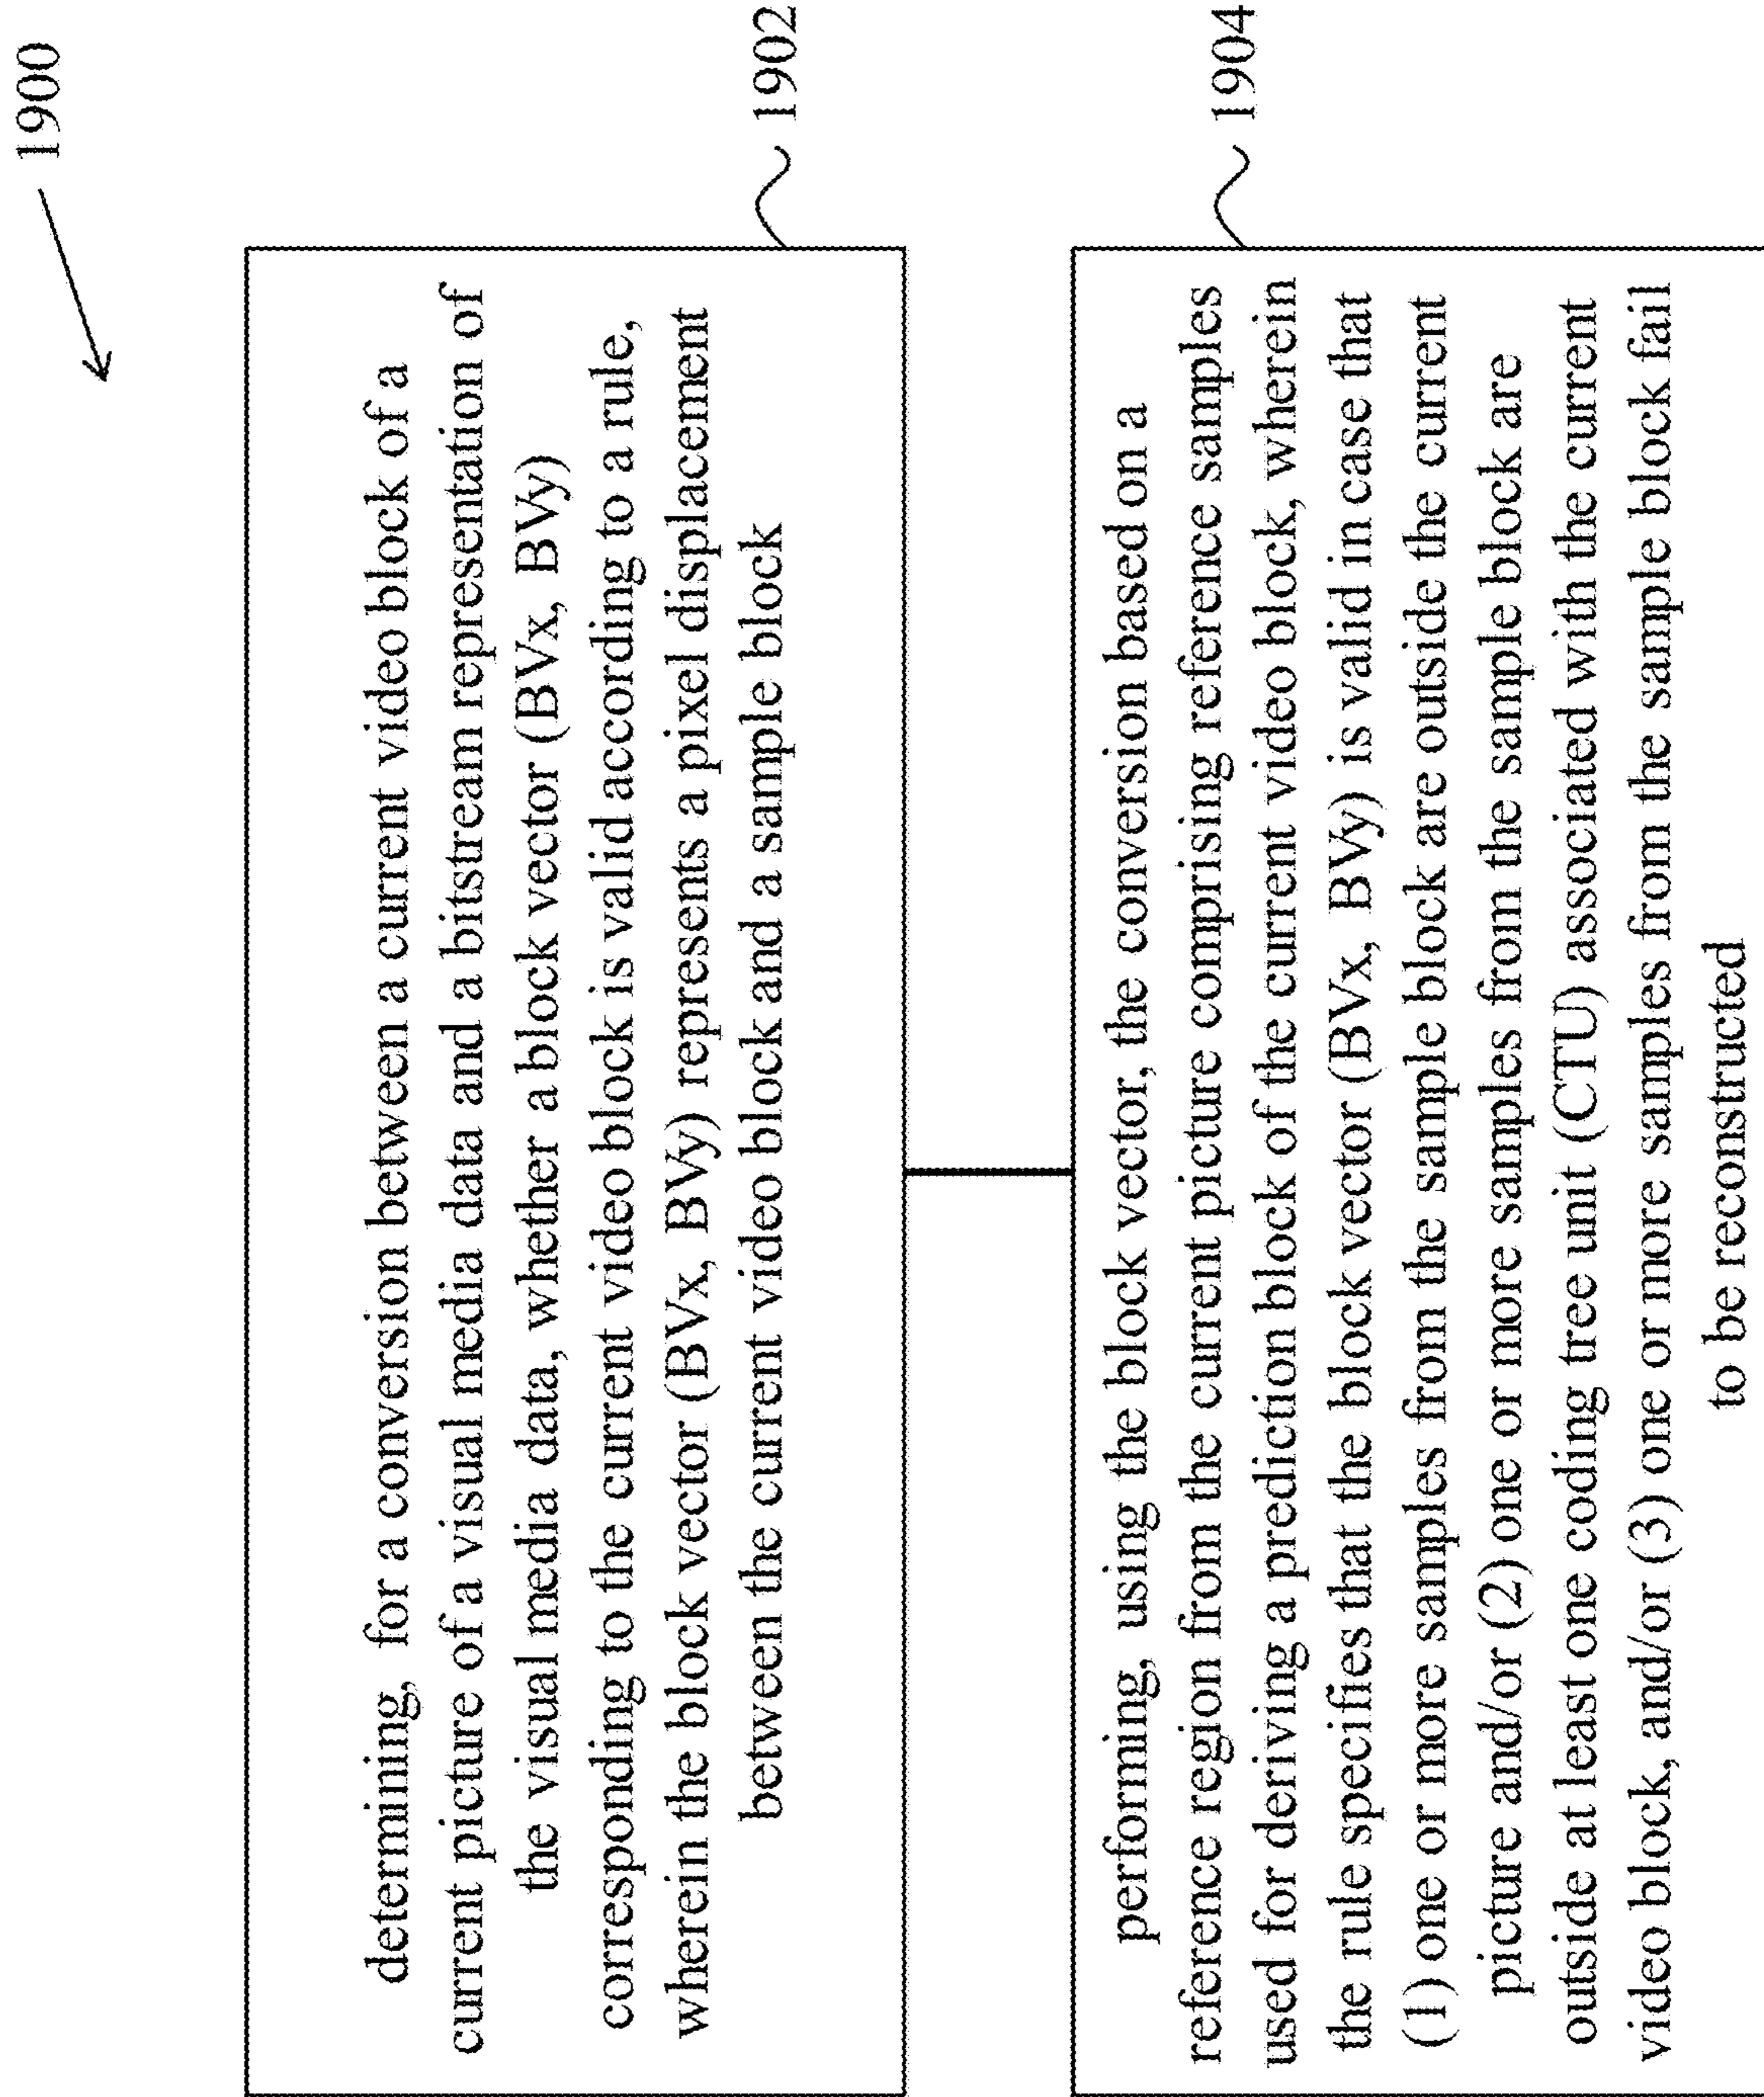 1900
determining, for a conversion between a current video block of a
current picture of a visual media data and a bitstream representation of
the visual media data, whether a block vector (BVx, BVy)
corresponding to the current video block is valid according to a rule,
wherein the block vector (BVx, BVy) represents a pixel displacement
between the current video block and a sample block
1902
performing, using the block vector, the conversion based on a
reference region from the current picture comprising reference samples
used for deriving a prediction block of the current video block, wherein
the rule specifies that the block vector (BVx, BVy) is valid in case that
(1) one or more samples from the sample block are outside the current
picture and/or (2) one or more samples from the sample block are
outside at least one coding tree unit (CTU) associated with the current
video block, and/or (3) one or more samples from the sample block fail
to be reconstructed
1904